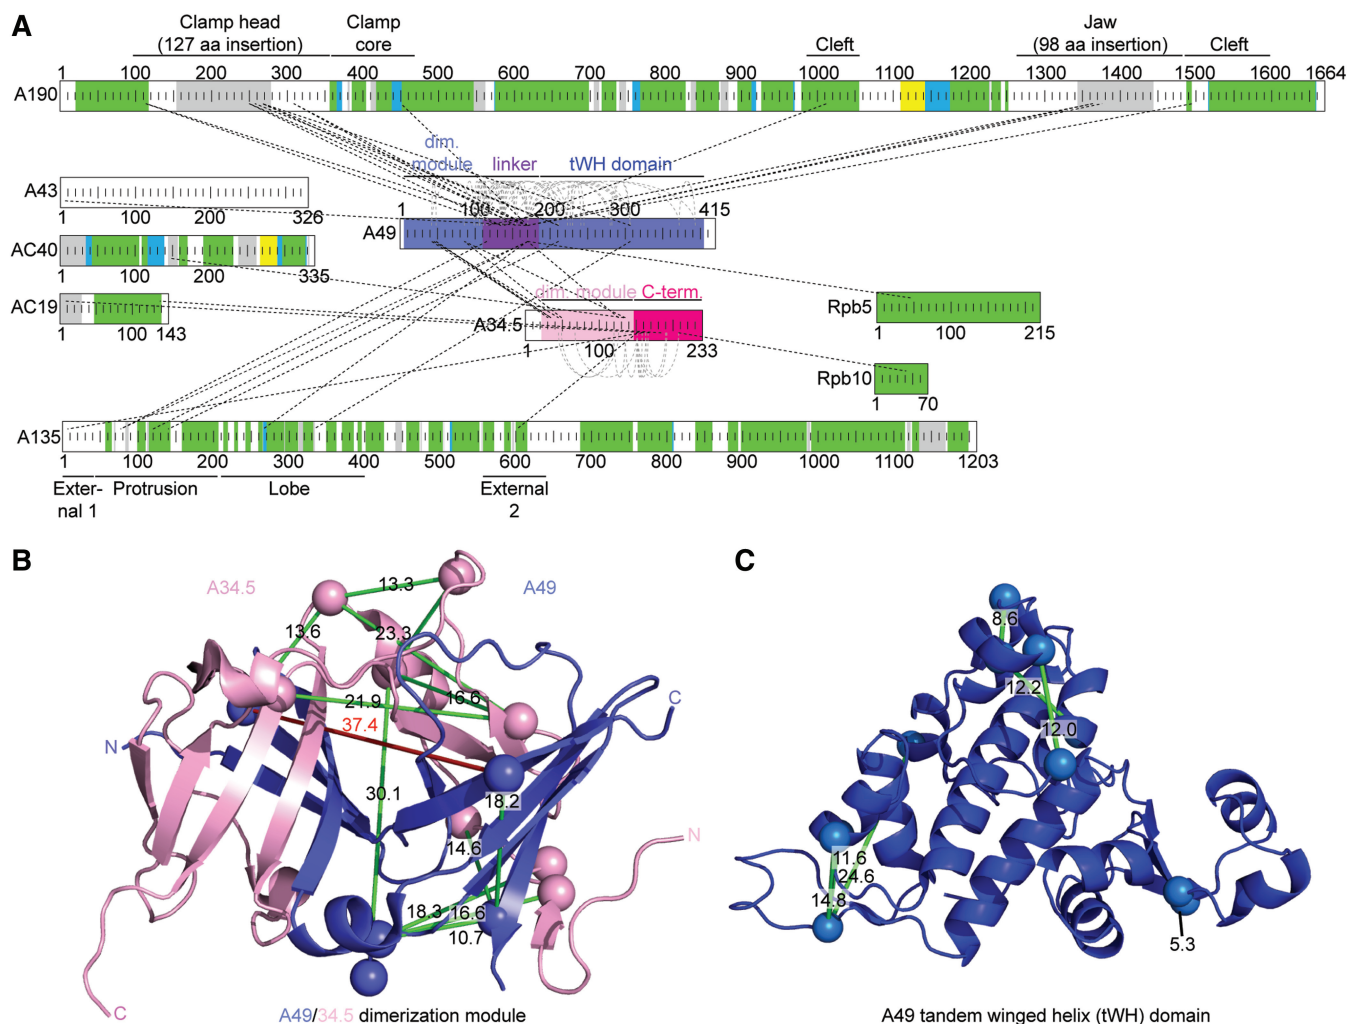 A
Clamp head
(127 aa insertion)
Clamp
core
Cleft
Jaw
(98 aa insertion)
Cleft
1 100 200 300 400 500 600 700 800 900 1000 1100 1200 1300 1400 1500 1600 1664
A190
dim.
module linker tWH domain
A43
1 100 200 326
1 100 200 300 415
A49
AC40
1 100 200 335
dim. module C-term.
AC19
1 100 143
A34.5
1 100 233
Rpb5
1 100 215
Rpb10
1 70
A135
1 100 200 300 400 500 600 700 800 900 1000 1100 1203
Exter-
nal 1
Protrusion
Lobe
External
2
B
A34.5
A49
13.3
13.6
23.3
21.9
16.6
37.4
C
N
30.1
18.2
14.6
N
18.3
16.6
10.7
C
A49/34.5 dimerization module
C
8.6
12.2
12.0
11.6
24.6
14.8
5.3
A49 tandem winged helix (tWH) domain